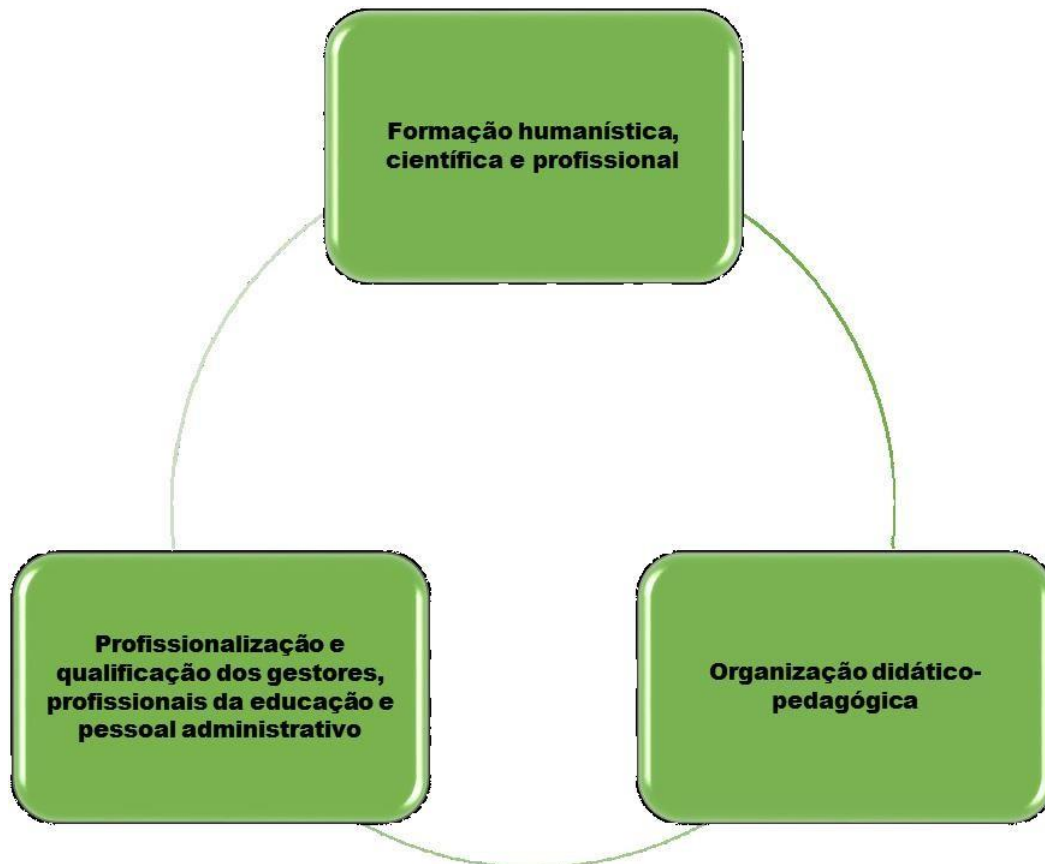 Formação humanística,
científica e profissional
Profissionalização e
qualificação dos gestores,
profissionais da educação e
pessoal administrativo
Organização didático-
pedagógica